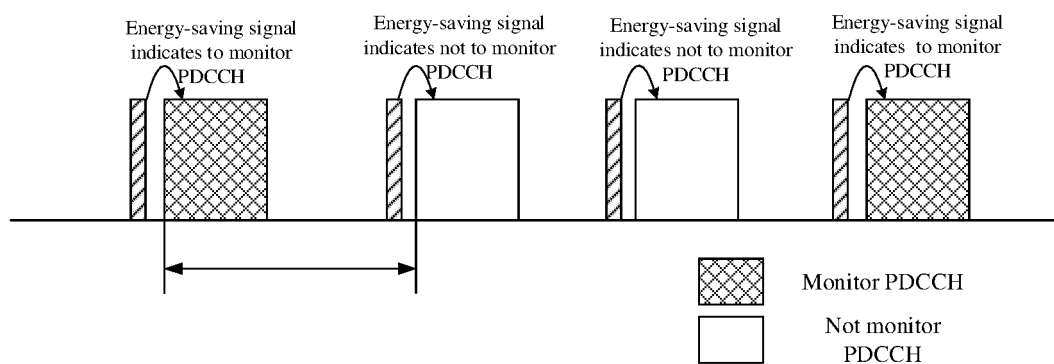 Energy-saving signal
indicates to monitor
PDCCH
Energy-saving signal
indicates not to monitor
PDCCH
Energy-saving signal
indicates not to monitor
PDCCH
Energy-saving signal
indicates to monitor
PDCCH
Monitor PDCCH
Not monitor
PDCCH